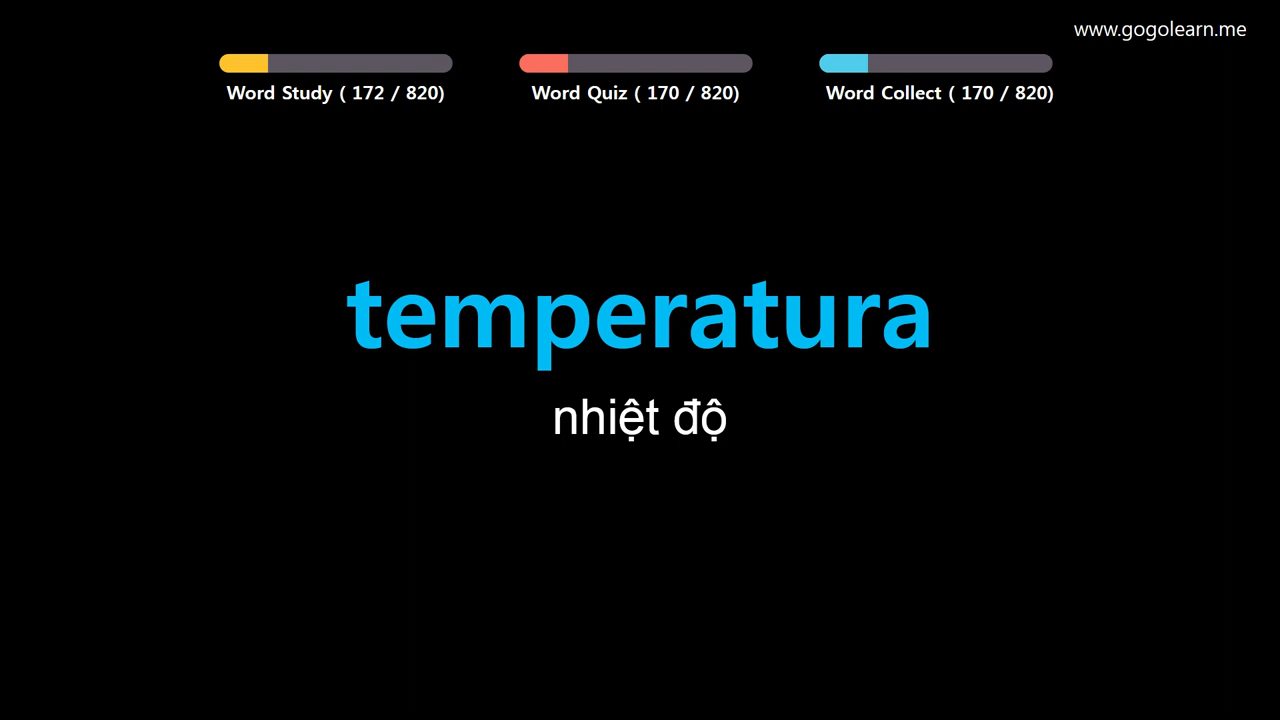 www.gogolearn.me
Word Study ( 172 / 820)
Word Quiz ( 170 / 820)
Word Collect ( 170 / 820)
temperatura
nhiệt độ